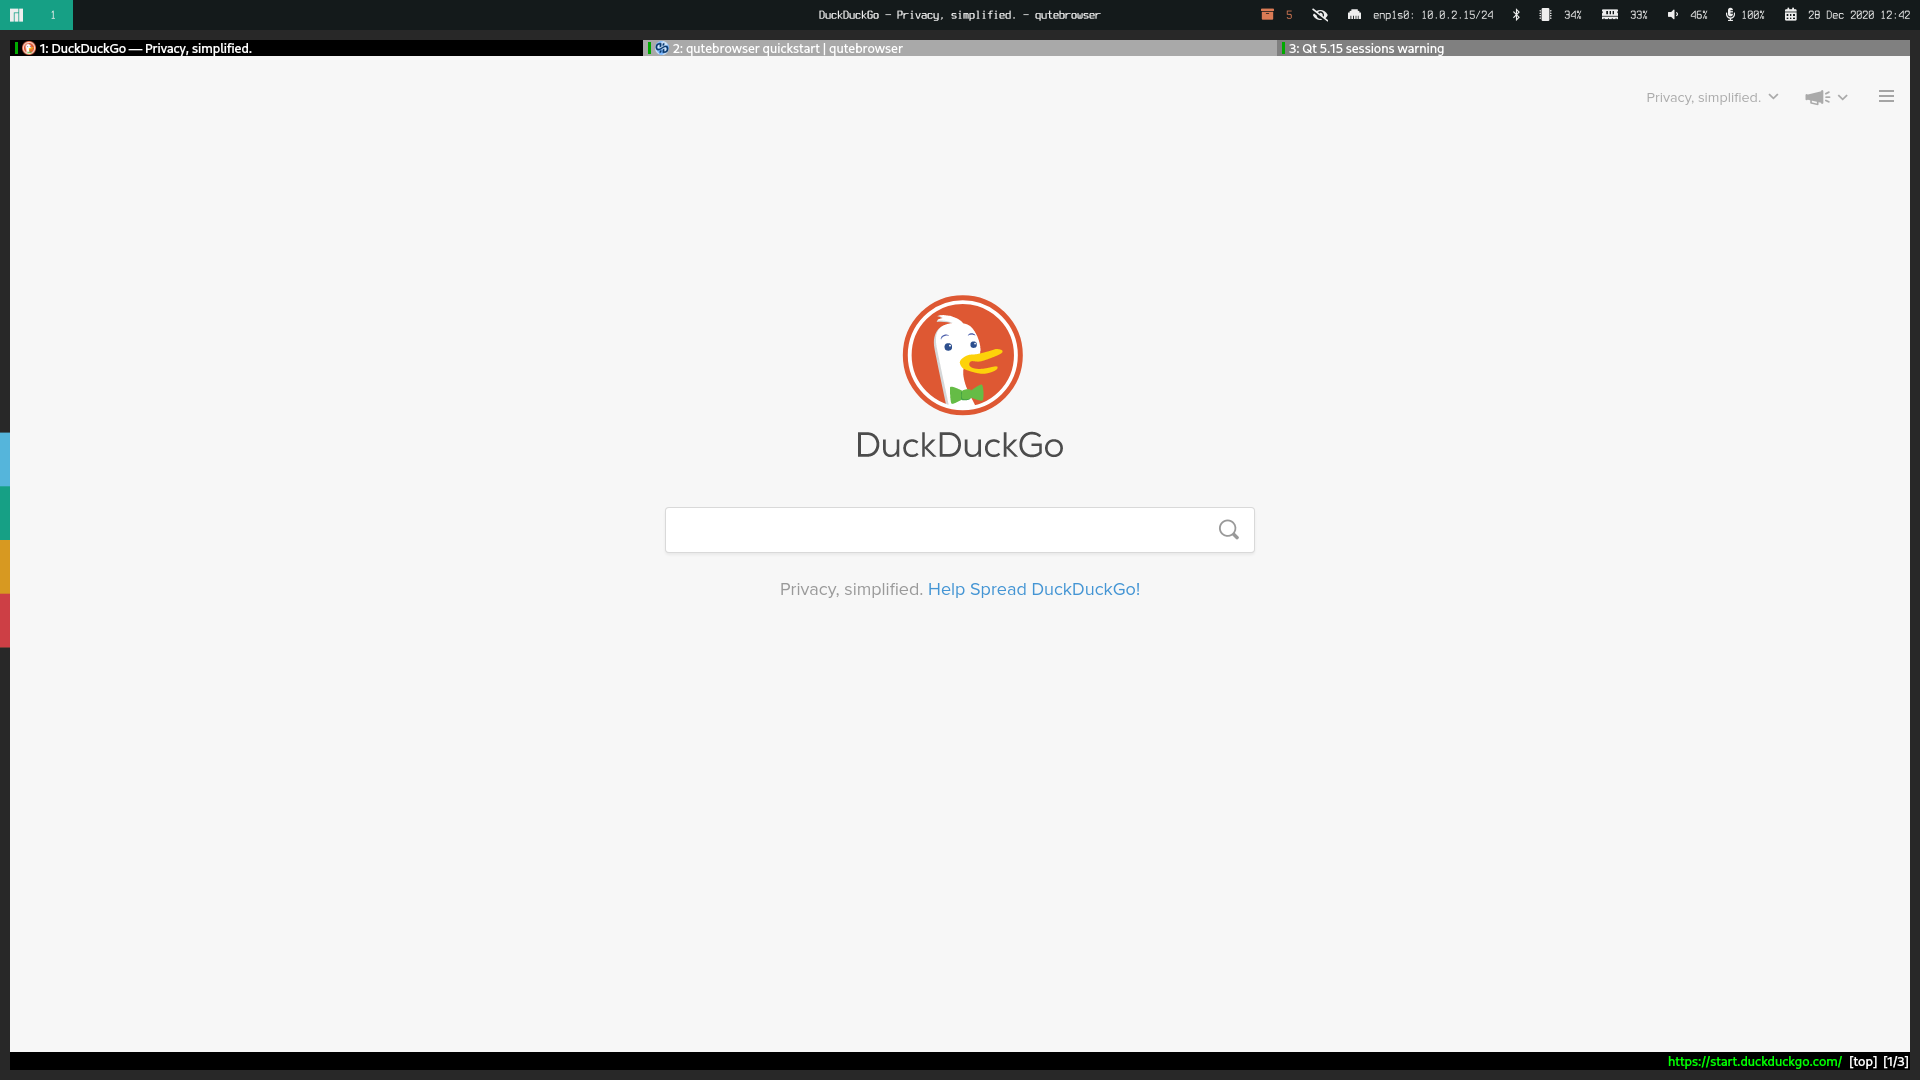 1
DuckDuckGo — Privacy, simplified. - qutebrowser
5
enp1s0: 10.0.2.15/24
34%
33%
45%
100%
28 Dec 2020 12:42
1: DuckDuckGo — Privacy, simplified.
2: qutebrowser quickstart | qutebrowser
3: Qt 5.15 sessions warning
Privacy, simplified.
DuckDuckGo
Privacy, simplified. Help Spread DuckDuckGo!
https://start.duckduckgo.com/ [top] [1/3]